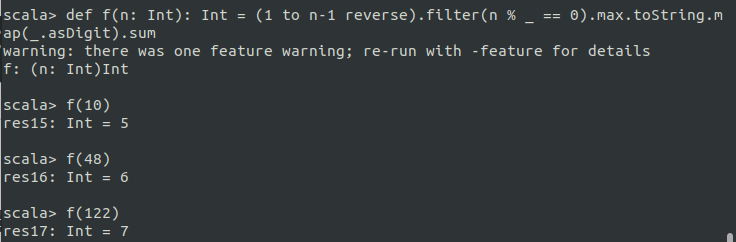 scala> def f(n: Int): Int = (1 to n-1 reverse).filter(n % _ == 0).max.toString.m
ap(_.asDigit).sum
warning: there was one feature warning; re-run with -feature for details
f: (n: Int)Int
scala> f(10)
res15: Int = 5
scala> f(48)
res16: Int = 6
scala> f(122)
res17: Int = 7